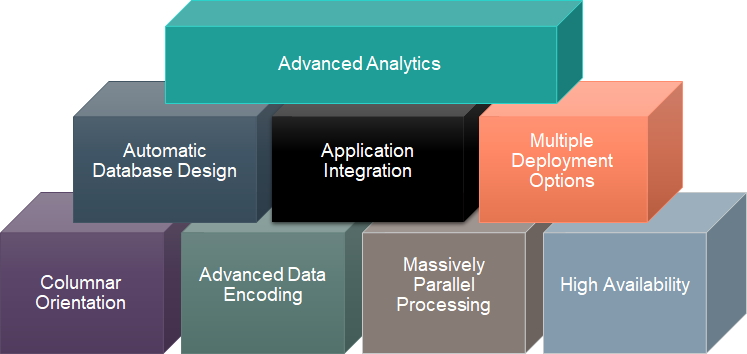 Advanced Analytics
Automatic
Database Design
Application
Integration
Multiple
Deployment
Options
Columnar
Orientation
Advanced Data
Encoding
Massively
Parallel
Processing
High Availability